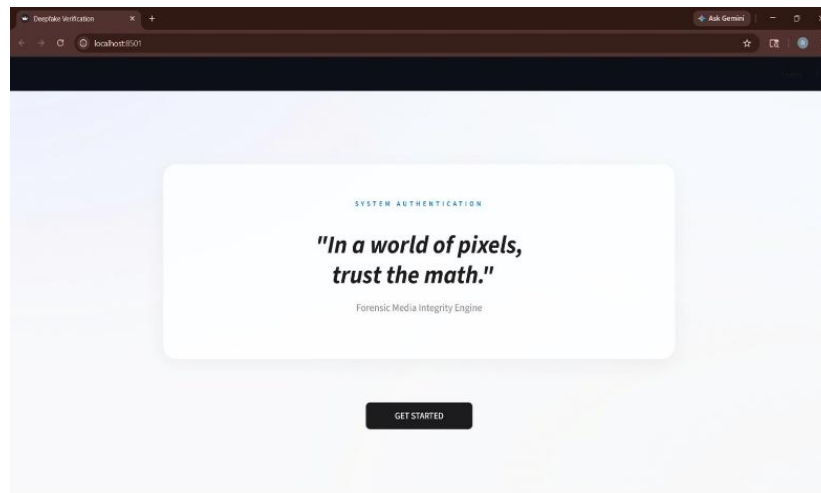 Deepfake Verification
Ask Gemini
localhost:8501
SYSTEM AUTHENTICATION
"In a world of pixels,
trust the math."
Forensic Media Integrity Engine
GET STARTED